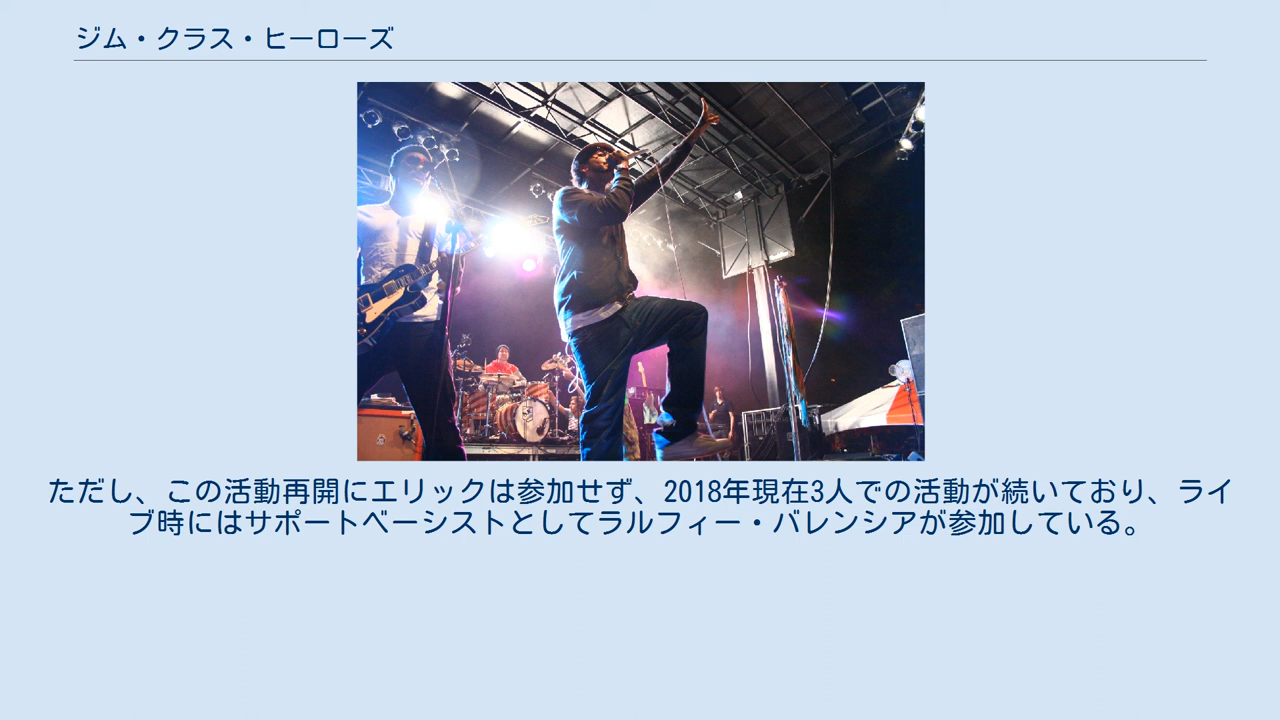 ジム・クラス・ヒーローズ
ただし、この活動再開にエリックは参加せず、2018年現在3人での活動が続いており、ライ
ブ時にはサポートベーシストとしてラルフィー・バレンシアが参加している。